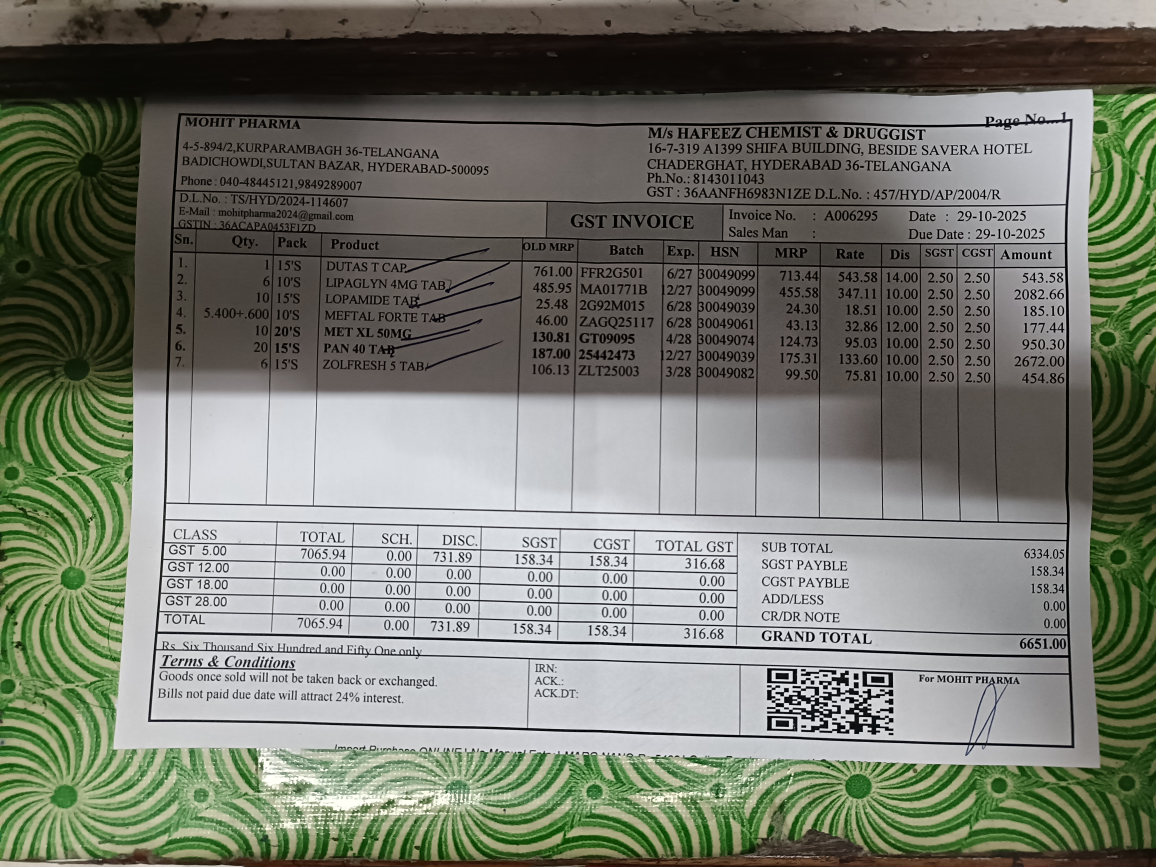 Page No...1
MOHIT PHARMA
4-5-894/2,KURPARAMBAGH 36-TELANGANA
BADICHOWDI,SULTAN BAZAR, HYDERABAD-500095
Phone : 040-48445121,9849289007
D.L.No. : TS/HYD/2024-114607
E-Mail : mohitpharma2024@gmail.com
GSTIN : 36ACAPA0453F1ZD
M/s HAFEEZ CHEMIST & DRUGGIST
16-7-319 A1399 SHIFA BUILDING, BESIDE SAVERA HOTEL
CHADERGHAT, HYDERABAD 36-TELANGANA
Ph.No.: 8143011043
GST : 36AANFH6983N1ZE D.L.No. : 457/HYD/AP/2004/R
GST INVOICE
Invoice No. : A006295 Date : 29-10-2025
Sales Man : Due Date : 29-10-2025
Sn. Qty. Pack Product OLD MRP Batch Exp. HSN MRP Rate Dis SGST CGST Amount
1. 1 15'S DUTAS T CAP 761.00 FFR2G501 6/27 30049099 713.44 543.58 14.00 2.50 2.50 543.58
2. 6 10'S LIPAGLYN 4MG TAB 485.95 MA01771B 12/27 30049099 455.58 347.11 10.00 2.50 2.50 2082.66
3. 10 15'S LOPAMIDE TAB 25.48 2G92M015 6/28 30049039 24.30 18.51 10.00 2.50 2.50 185.10
4. 5.400+.600 10'S MEFTAL FORTE TAB 46.00 ZAGQ25117 6/28 30049061 43.13 32.86 12.00 2.50 2.50 177.44
5. 10 20'S MET XL 50MG 130.81 GT09095 4/28 30049074 124.73 95.03 10.00 2.50 2.50 950.30
6. 20 15'S PAN 40 TAB 187.00 25442473 12/27 30049039 175.31 133.60 10.00 2.50 2.50 2672.00
7. 6 15'S ZOLFRESH 5 TAB 106.13 ZLT25003 3/28 30049082 99.50 75.81 10.00 2.50 2.50 454.86
CLASS TOTAL SCH. DISC. SGST CGST TOTAL GST
GST 5.00 7065.94 0.00 731.89 158.34 158.34 316.68
GST 12.00 0.00 0.00 0.00 0.00 0.00 0.00
GST 18.00 0.00 0.00 0.00 0.00 0.00 0.00
GST 28.00 0.00 0.00 0.00 0.00 0.00 0.00
TOTAL 7065.94 0.00 731.89 158.34 158.34 316.68
SUB TOTAL 6334.05
SGST PAYBLE 158.34
CGST PAYBLE 158.34
ADD/LESS 0.00
CR/DR NOTE 0.00
GRAND TOTAL 6651.00
Rs. Six Thousand Six Hundred and Fifty One only
Terms & Conditions
Goods once sold will not be taken back or exchanged.
Bills not paid due date will attract 24% interest.
IRN:
ACK.:
ACK.DT:
For MOHIT PHARMA